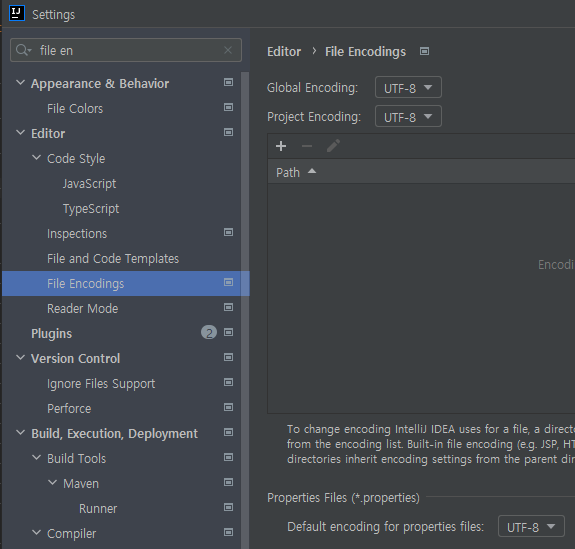 IJ
Settings
file en
Appearance & Behavior
File Colors
Editor
Code Style
JavaScript
TypeScript
Inspections
File and Code Templates
File Encodings
Reader Mode
Plugins
2
Version Control
Ignore Files Support
Perforce
Build, Execution, Deployment
Build Tools
Maven
Runner
Compiler
Editor › File Encodings
Global Encoding: UTF-8
Project Encoding: UTF-8
Path
Encodi
To change encoding IntelliJ IDEA uses for a file, a directo
from the encoding list. Built-in file encoding (e.g. JSP, HT
directories inherit encoding settings from the parent dir
Properties Files (*.properties)
Default encoding for properties files: UTF-8